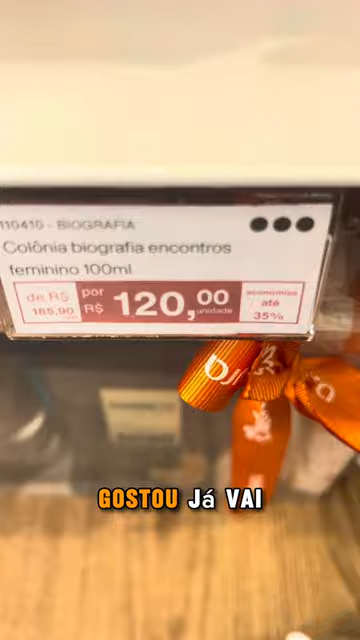 110410 - BIOGRAFIA
Colônia biografia encontros
feminino 100ml
de R$ 185,90
por R$ 120,00 unidade
economize até 35%
GOSTOU Já VAI